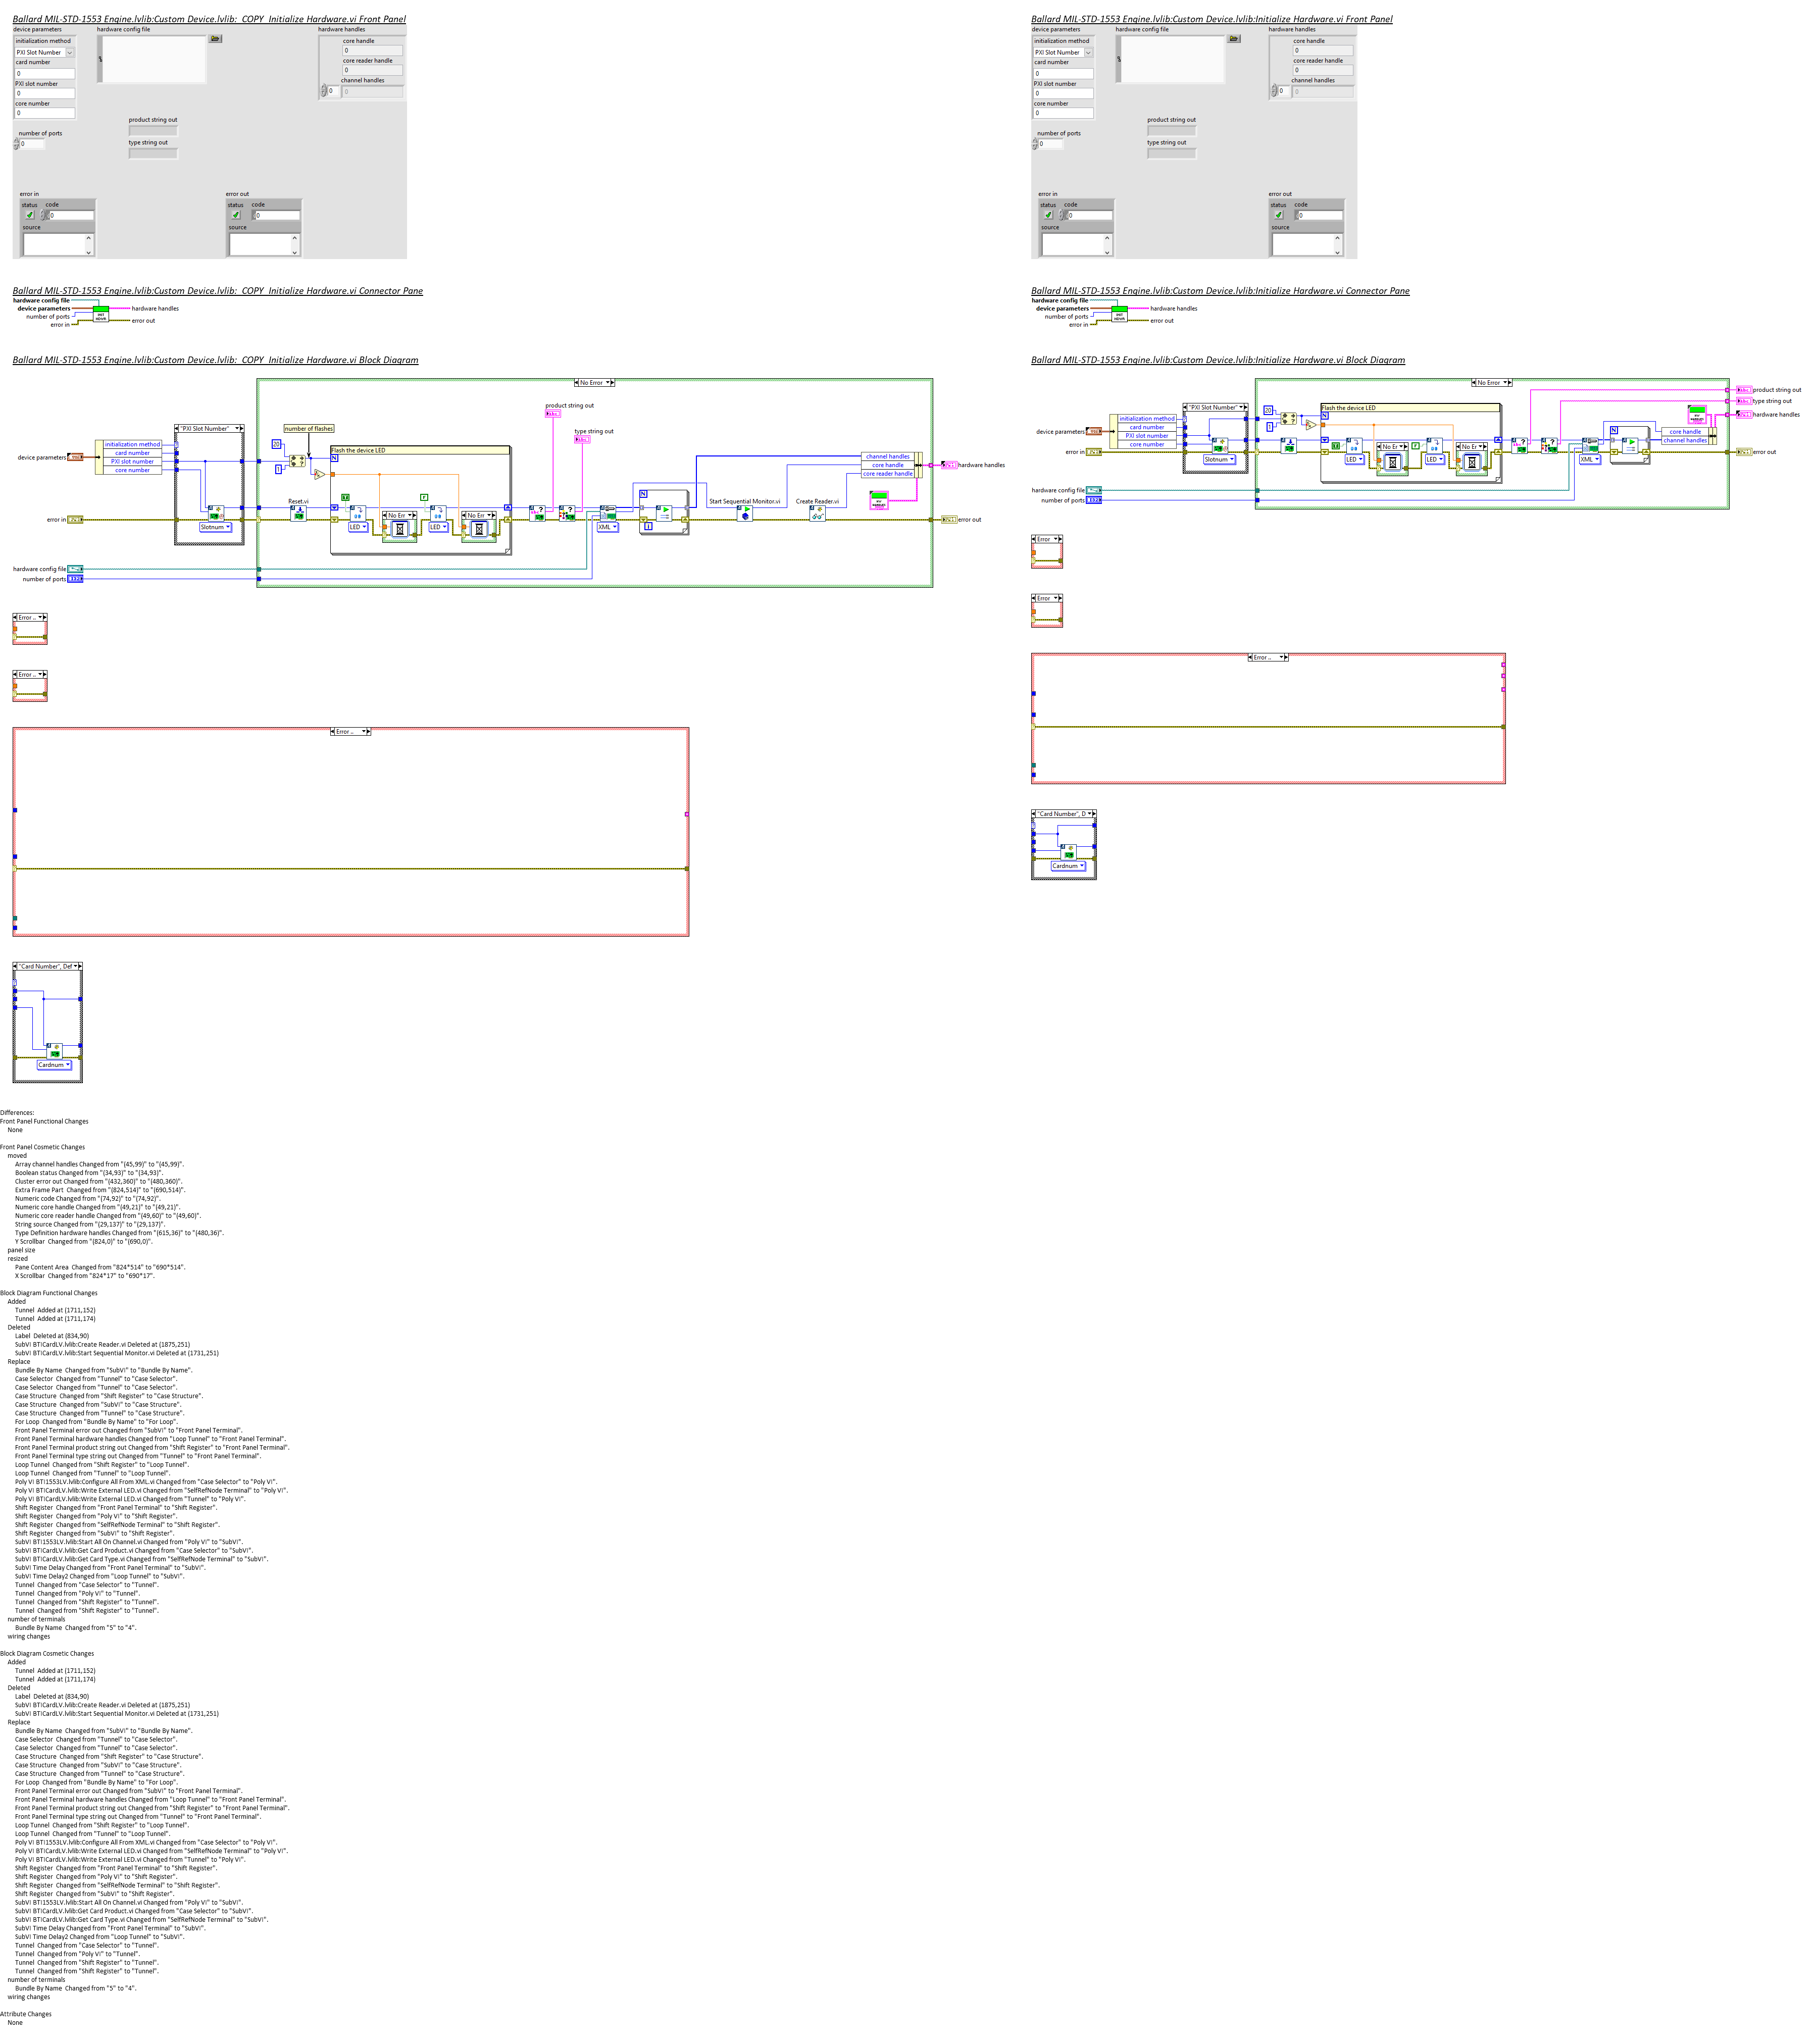 Ballard MIL-STD-1553 Engine.lvlib:Custom Device.lvlib:_COPY_Initialize Hardware.vi Front Panel
device parameters
initialization method
PXI Slot Number
card number
0
PXI slot number
0
core number
0
number of ports
0
hardware config file
product string out
type string out
hardware handles
core handle
0
core reader handle
0
channel handles
0
0
error in
status code
0
source
error out
status code
0
source
Ballard MIL-STD-1553 Engine.lvlib:Custom Device.lvlib:Initialize Hardware.vi Front Panel
device parameters
initialization method
PXI Slot Number
card number
0
PXI slot number
0
core number
0
number of ports
0
hardware config file
product string out
type string out
hardware handles
core handle
0
core reader handle
0
channel handles
0
0
error in
status code
0
source
error out
status code
0
source
Ballard MIL-STD-1553 Engine.lvlib:Custom Device.lvlib:_COPY_Initialize Hardware.vi Connector Pane
hardware config file
device parameters
number of ports
error in
hardware handles
error out
Ballard MIL-STD-1553 Engine.lvlib:Custom Device.lvlib:Initialize Hardware.vi Connector Pane
hardware config file
device parameters
number of ports
error in
hardware handles
error out
Ballard MIL-STD-1553 Engine.lvlib:Custom Device.lvlib:_COPY_Initialize Hardware.vi Block Diagram
No Error
product string out
type string out
number of flashes
"PXI Slot Number"
20
1
Flash the device LED
device parameters
initialization method
card number
PXI slot number
core number
Reset.vi
LED
No Err
LED
No Err
XML
Start Sequential Monitor.vi
Create Reader.vi
channel handles
core handle
core reader handle
hardware handles
error in
Slotnum
error out
hardware config file
number of ports
Error ..
Error ..
Error ..
"Card Number", Def
Cardnum
Ballard MIL-STD-1553 Engine.lvlib:Custom Device.lvlib:Initialize Hardware.vi Block Diagram
No Error
product string out
type string out
hardware handles
"PXI Slot Number"
20
1
Flash the device LED
initialization method
card number
PXI slot number
core number
device parameters
error in
Slotnum
LED
No Er
LED
No Er
XML
core handle
channel handles
error out
hardware config file
number of ports
Error
Error
Error ..
"Card Number", D
Cardnum
Differences:
Front Panel Functional Changes
None
Front Panel Cosmetic Changes
moved
Array channel handles Changed from "(45,99)" to "(45,99)".
Boolean status Changed from "(34,93)" to "(34,93)".
Cluster error out Changed from "(432,360)" to "(480,360)".
Extra Frame Part Changed from "(824,514)" to "(690,514)".
Numeric code Changed from "(74,92)" to "(74,92)".
Numeric core handle Changed from "(49,21)" to "(49,21)".
Numeric core reader handle Changed from "(49,60)" to "(49,60)".
String source Changed from "(29,137)" to "(29,137)".
Type Definition hardware handles Changed from "(615,36)" to "(480,36)".
Y Scrollbar Changed from "(824,0)" to "(690,0)".
panel size
resized
Pane Content Area Changed from "824*514" to "690*514".
X Scrollbar Changed from "824*17" to "690*17".
Block Diagram Functional Changes
Added
Tunnel Added at (1711,152)
Tunnel Added at (1711,174)
Deleted
Label Deleted at (834,90)
SubVI BTICardLV.lvlib:Create Reader.vi Deleted at (1875,251)
SubVI BTICardLV.lvlib:Start Sequential Monitor.vi Deleted at (1731,251)
Replace
Bundle By Name Changed from "SubVI" to "Bundle By Name".
Case Selector Changed from "Tunnel" to "Case Selector".
Case Selector Changed from "Tunnel" to "Case Selector".
Case Structure Changed from "Shift Register" to "Case Structure".
Case Structure Changed from "SubVI" to "Case Structure".
Case Structure Changed from "Tunnel" to "Case Structure".
For Loop Changed from "Bundle By Name" to "For Loop".
Front Panel Terminal error out Changed from "SubVI" to "Front Panel Terminal".
Front Panel Terminal hardware handles Changed from "Loop Tunnel" to "Front Panel Terminal".
Front Panel Terminal product string out Changed from "Shift Register" to "Front Panel Terminal".
Front Panel Terminal type string out Changed from "Tunnel" to "Front Panel Terminal".
Loop Tunnel Changed from "Shift Register" to "Loop Tunnel".
Loop Tunnel Changed from "Tunnel" to "Loop Tunnel".
Poly VI BTI1553LV.lvlib:Configure All From XML.vi Changed from "Case Selector" to "Poly VI".
Poly VI BTICardLV.lvlib:Write External LED.vi Changed from "SelfRefNode Terminal" to "Poly VI".
Poly VI BTICardLV.lvlib:Write External LED.vi Changed from "Tunnel" to "Poly VI".
Shift Register Changed from "Front Panel Terminal" to "Shift Register".
Shift Register Changed from "Poly VI" to "Shift Register".
Shift Register Changed from "SelfRefNode Terminal" to "Shift Register".
Shift Register Changed from "SubVI" to "Shift Register".
SubVI BTI1553LV.lvlib:Start All On Channel.vi Changed from "Poly VI" to "SubVI".
SubVI BTICardLV.lvlib:Get Card Product.vi Changed from "Case Selector" to "SubVI".
SubVI BTICardLV.lvlib:Get Card Type.vi Changed from "SelfRefNode Terminal" to "SubVI".
SubVI Time Delay Changed from "Front Panel Terminal" to "SubVI".
SubVI Time Delay2 Changed from "Loop Tunnel" to "SubVI".
Tunnel Changed from "Case Selector" to "Tunnel".
Tunnel Changed from "Poly VI" to "Tunnel".
Tunnel Changed from "Shift Register" to "Tunnel".
Tunnel Changed from "Shift Register" to "Tunnel".
number of terminals
Bundle By Name Changed from "5" to "4".
wiring changes
Block Diagram Cosmetic Changes
Added
Tunnel Added at (1711,152)
Tunnel Added at (1711,174)
Deleted
Label Deleted at (834,90)
SubVI BTICardLV.lvlib:Create Reader.vi Deleted at (1875,251)
SubVI BTICardLV.lvlib:Start Sequential Monitor.vi Deleted at (1731,251)
Replace
Bundle By Name Changed from "SubVI" to "Bundle By Name".
Case Selector Changed from "Tunnel" to "Case Selector".
Case Selector Changed from "Tunnel" to "Case Selector".
Case Structure Changed from "Shift Register" to "Case Structure".
Case Structure Changed from "SubVI" to "Case Structure".
Case Structure Changed from "Tunnel" to "Case Structure".
For Loop Changed from "Bundle By Name" to "For Loop".
Front Panel Terminal error out Changed from "SubVI" to "Front Panel Terminal".
Front Panel Terminal hardware handles Changed from "Loop Tunnel" to "Front Panel Terminal".
Front Panel Terminal product string out Changed from "Shift Register" to "Front Panel Terminal".
Front Panel Terminal type string out Changed from "Tunnel" to "Front Panel Terminal".
Loop Tunnel Changed from "Shift Register" to "Loop Tunnel".
Loop Tunnel Changed from "Tunnel" to "Loop Tunnel".
Poly VI BTI1553LV.lvlib:Configure All From XML.vi Changed from "Case Selector" to "Poly VI".
Poly VI BTICardLV.lvlib:Write External LED.vi Changed from "SelfRefNode Terminal" to "Poly VI".
Poly VI BTICardLV.lvlib:Write External LED.vi Changed from "Tunnel" to "Poly VI".
Shift Register Changed from "Front Panel Terminal" to "Shift Register".
Shift Register Changed from "Poly VI" to "Shift Register".
Shift Register Changed from "SelfRefNode Terminal" to "Shift Register".
Shift Register Changed from "SubVI" to "Shift Register".
SubVI BTI1553LV.lvlib:Start All On Channel.vi Changed from "Poly VI" to "SubVI".
SubVI BTICardLV.lvlib:Get Card Product.vi Changed from "Case Selector" to "SubVI".
SubVI BTICardLV.lvlib:Get Card Type.vi Changed from "SelfRefNode Terminal" to "SubVI".
SubVI Time Delay Changed from "Front Panel Terminal" to "SubVI".
SubVI Time Delay2 Changed from "Loop Tunnel" to "SubVI".
Tunnel Changed from "Case Selector" to "Tunnel".
Tunnel Changed from "Poly VI" to "Tunnel".
Tunnel Changed from "Shift Register" to "Tunnel".
Tunnel Changed from "Shift Register" to "Tunnel".
number of terminals
Bundle By Name Changed from "5" to "4".
wiring changes
Attribute Changes
None